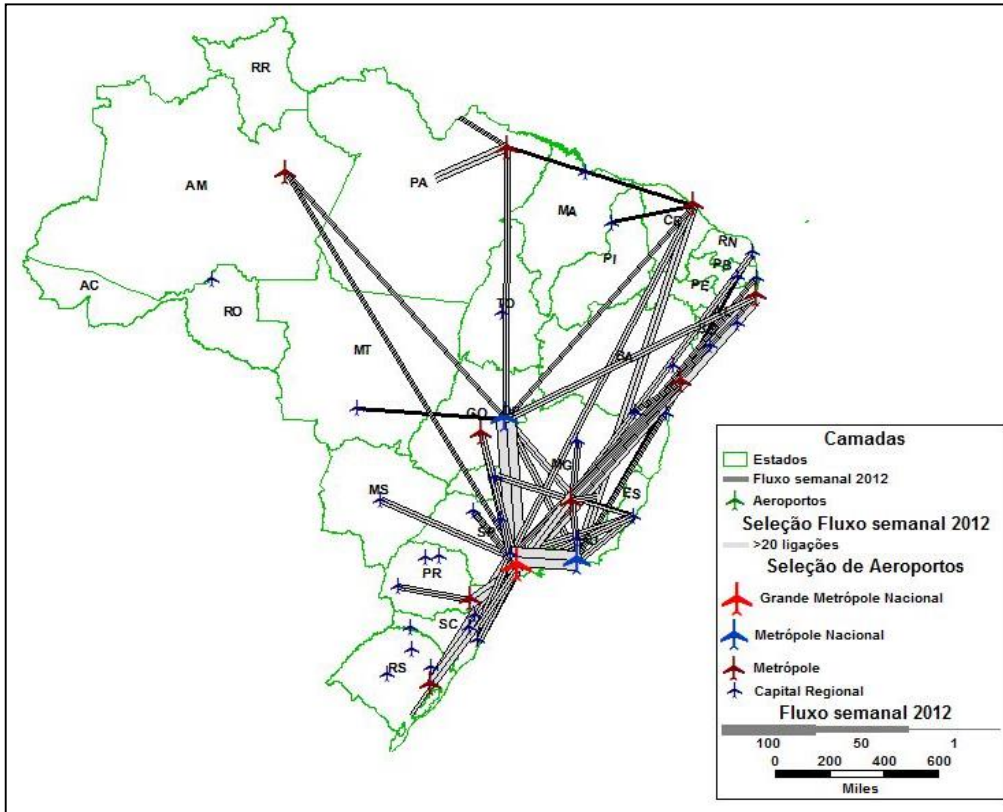 RR
AM
PA
MA
CE
RN
PB
PE
PI
AC
RO
TO
MT
BA
GO
MG
ES
MS
SP
RJ
PR
SC
RS
Camadas
Estados
Fluxo semanal 2012
Aeroportos
Seleção Fluxo semanal 2012
>20 ligações
Seleção de Aeroportos
Grande Metrópole Nacional
Metrópole Nacional
Metrópole
Capital Regional
Fluxo semanal 2012
100 50 1
0 200 400 600
Miles